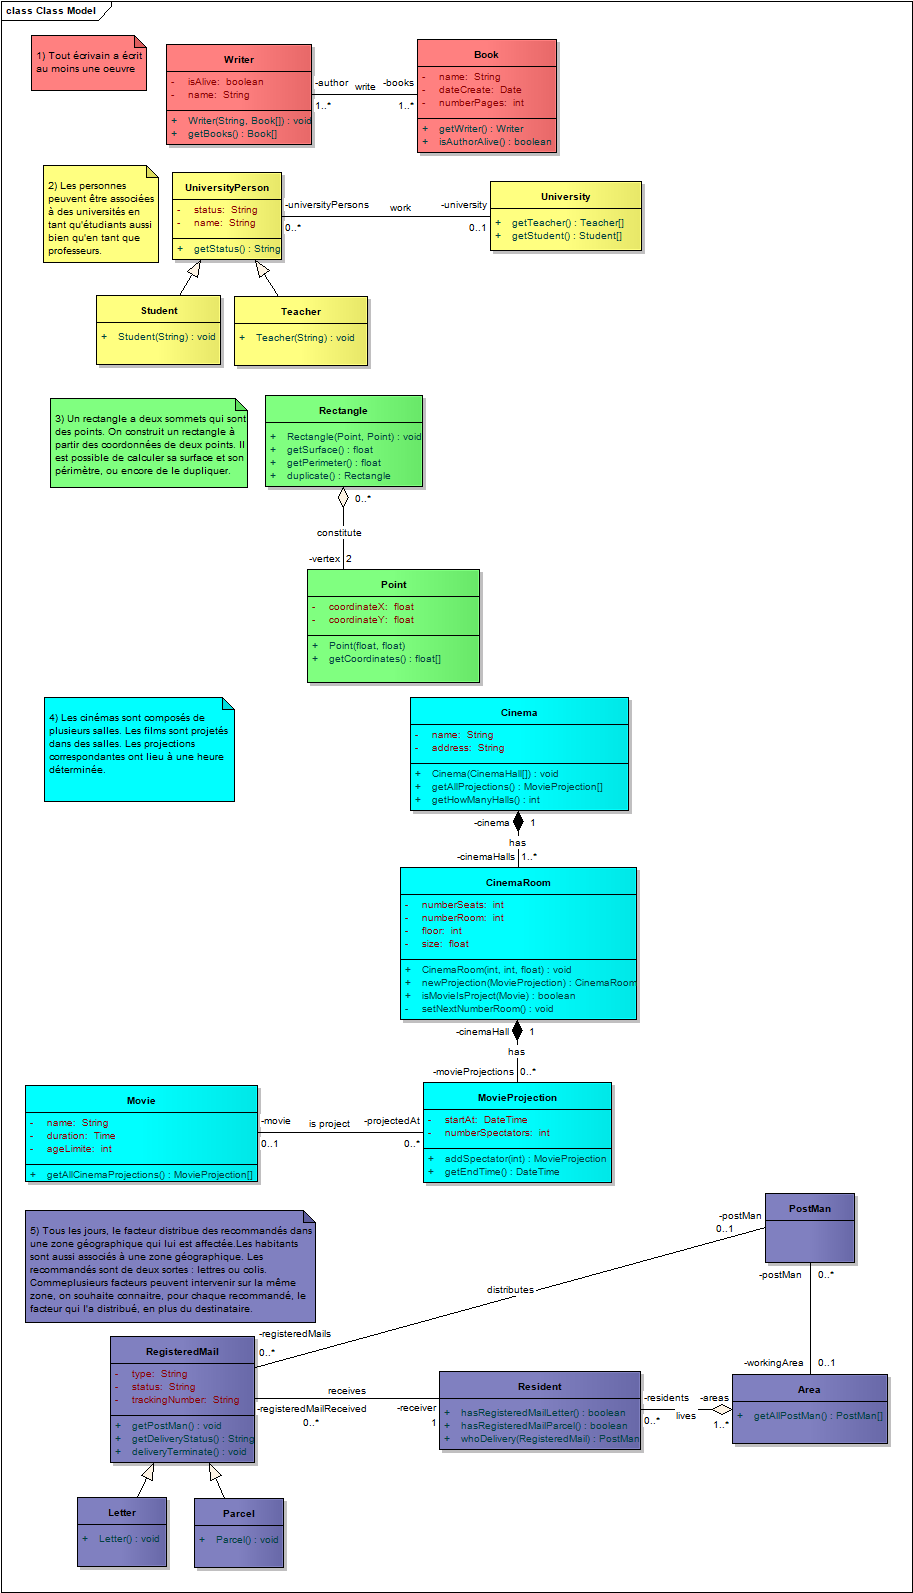 class Class Model
1) Tout écrivain a écrit
au moins une oeuvre
Writer
- isAlive: boolean
- name: String
+ Writer(String, Book[]) : void
+ getBooks() : Book[]
-author
write
-books
1..*
1..*
Book
- name: String
- dateCreate: Date
- numberPages: int
+ getWriter() : Writer
+ isAuthorAlive() : boolean
2) Les personnes
peuvent être associées
à des universités en
tant qu'étudiants aussi
bien qu'en tant que
professeurs.
UniversityPerson
- status: String
- name: String
+ getStatus() : String
-universityPersons
work
-university
0..*
0..1
University
+ getTeacher() : Teacher[]
+ getStudent() : Student[]
Student
+ Student(String) : void
Teacher
+ Teacher(String) : void
3) Un rectangle a deux sommets qui sont
des points. On construit un rectangle à
partir des coordonnées de deux points. Il
est possible de calculer sa surface et son
périmètre, ou encore de le dupliquer.
Rectangle
+ Rectangle(Point, Point) : void
+ getSurface() : float
+ getPerimeter() : float
+ duplicate() : Rectangle
0..*
constitute
-vertex 2
Point
- coordinateX: float
- coordinateY: float
+ Point(float, float)
+ getCoordinates() : float[]
4) Les cinémas sont composés de
plusieurs salles. Les films sont projetés
dans des salles. Les projections
correspondantes ont lieu à une heure
déterminée.
Cinema
- name: String
- address: String
+ Cinema(CinemaHall[]) : void
+ getAllProjections() : MovieProjection[]
+ getHowManyHalls() : int
-cinema 1
has
-cinemaHalls 1..*
CinemaRoom
- numberSeats: int
- numberRoom: int
- floor: int
- size: float
+ CinemaRoom(int, int, float) : void
+ newProjection(MovieProjection) : CinemaRoom
+ isMovieIsProject(Movie) : boolean
- setNextNumberRoom() : void
-cinemaHall 1
has
-movieProjections 0..*
Movie
- name: String
- duration: Time
- ageLimite: int
+ getAllCinemaProjections() : MovieProjection[]
-movie
is project
-projectedAt
0..1
0..*
MovieProjection
- startAt: DateTime
- numberSpectators: int
+ addSpectator(int) : MovieProjection
+ getEndTime() : DateTime
5) Tous les jours, le facteur distribue des recommandés dans
une zone géographique qui lui est affectée.Les habitants
sont aussi associés à une zone géographique. Les
recommandés sont de deux sortes : lettres ou colis.
Commeplusieurs facteurs peuvent intervenir sur la même
zone, on souhaite connaitre, pour chaque recommandé, le
facteur qui l'a distribué, en plus du destinataire.
PostMan
-postMan
0..1
distributes
-registeredMails
0..*
-postMan 0..*
-workingArea 0..1
RegisteredMail
- type: String
- status: String
- trackingNumber: String
+ getPostMan() : void
+ getDeliveryStatus() : String
+ deliveryTerminate() : void
receives
-registeredMailReceived
0..*
-receiver
1
Resident
+ hasRegisteredMailLetter() : boolean
+ hasRegisteredMailParcel() : boolean
+ whoDelivery(RegisteredMail) : PostMan
-residents
0..*
lives
-areas
1..*
Area
+ getAllPostMan() : PostMan[]
Letter
+ Letter() : void
Parcel
+ Parcel() : void